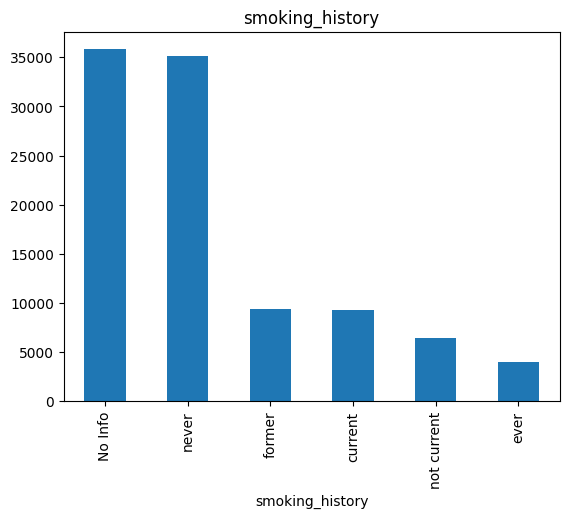 smoking_history
35000
30000
25000
20000
15000
10000
5000
0
No Info
never
former
current
not current
ever
smoking_history